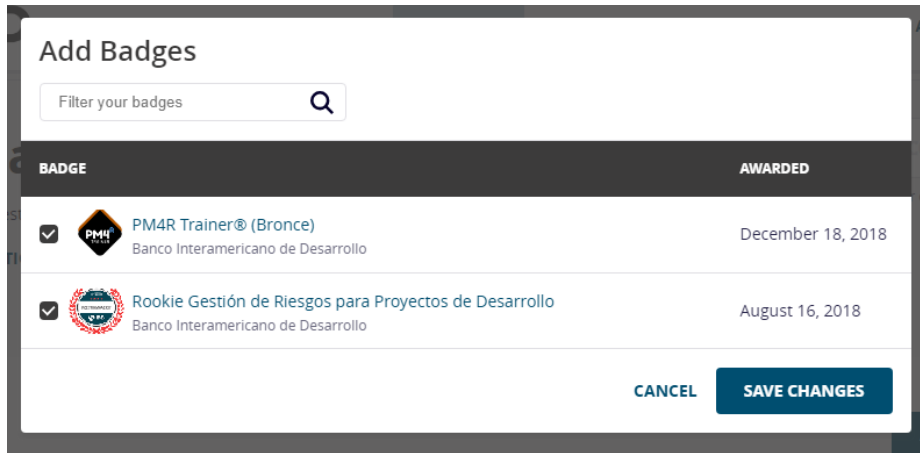 Add Badges
Filter your badges
BADGE AWARDED
PM4R Trainer® (Bronce)
Banco Interamericano de Desarrollo
December 18, 2018
Rookie Gestión de Riesgos para Proyectos de Desarrollo
Banco Interamericano de Desarrollo
August 16, 2018
CANCEL SAVE CHANGES